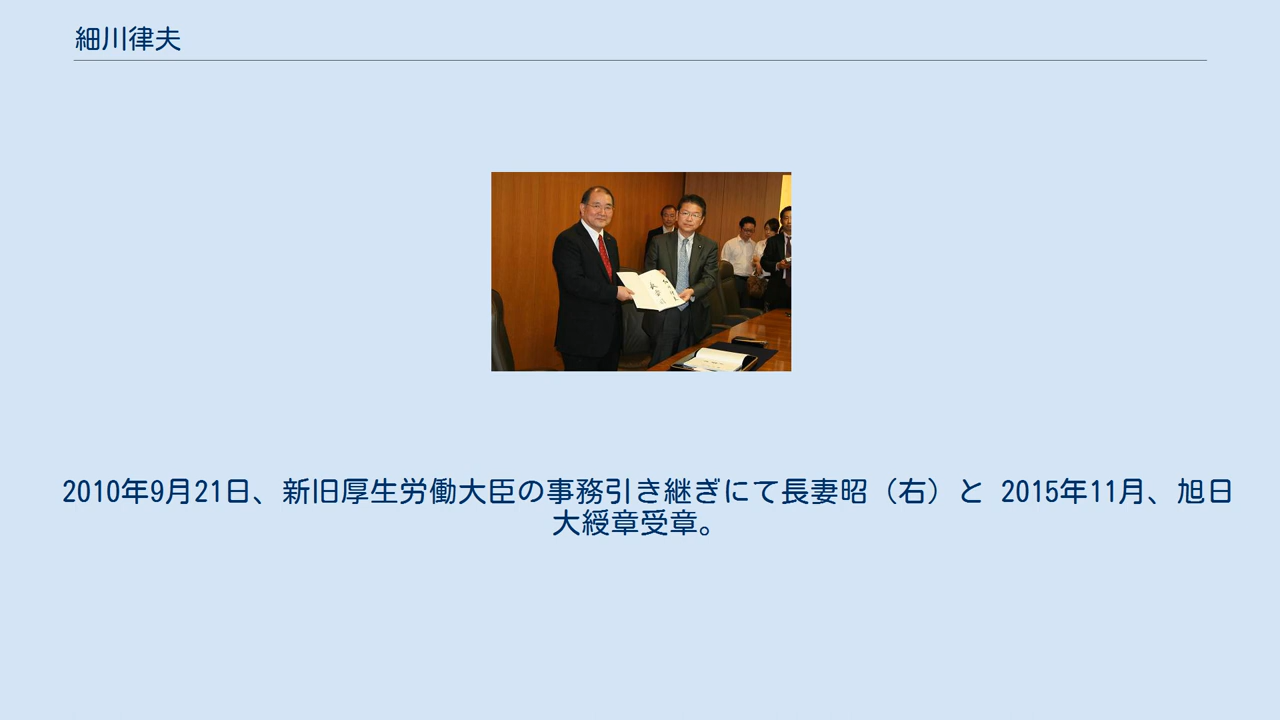 細川律夫
2010年9月21日、新旧厚生労働大臣の事務引き継ぎにて長妻昭（右）と 2015年11月、旭日
大綬章受章。